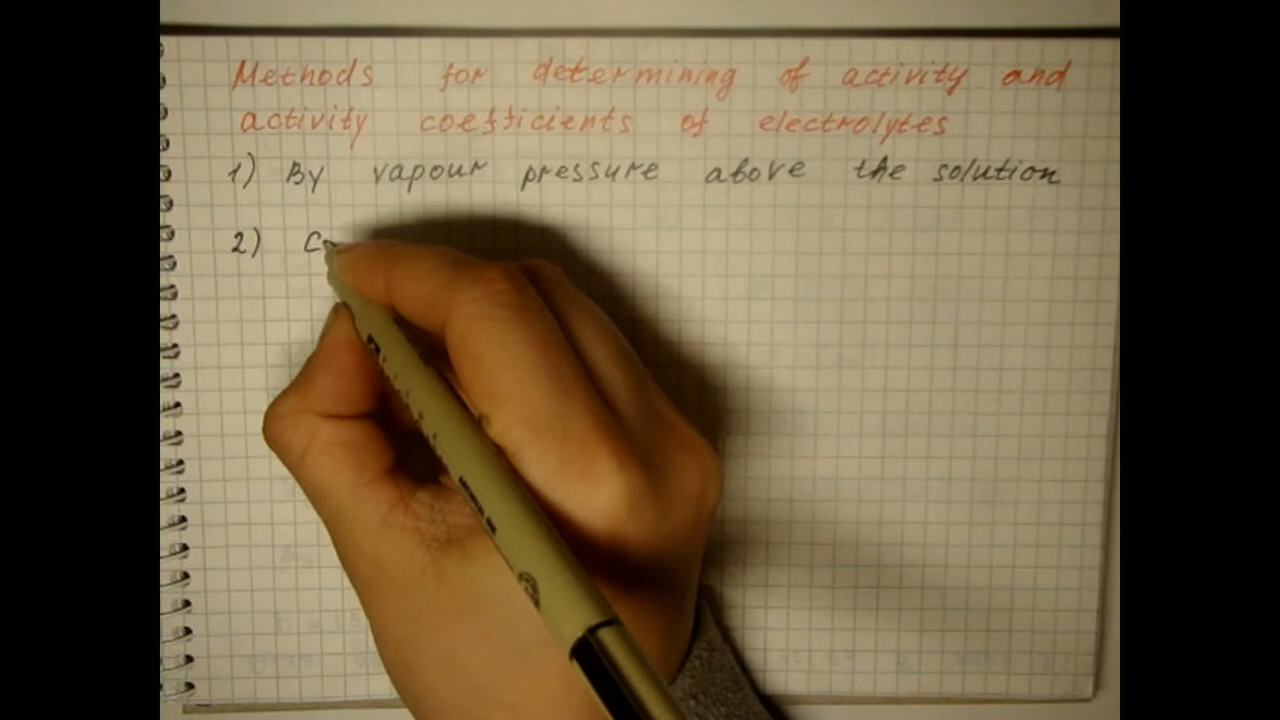 Methods for determining of activity and
activity coefficients of electrolytes
1) By vapour pressure above the solution
2)